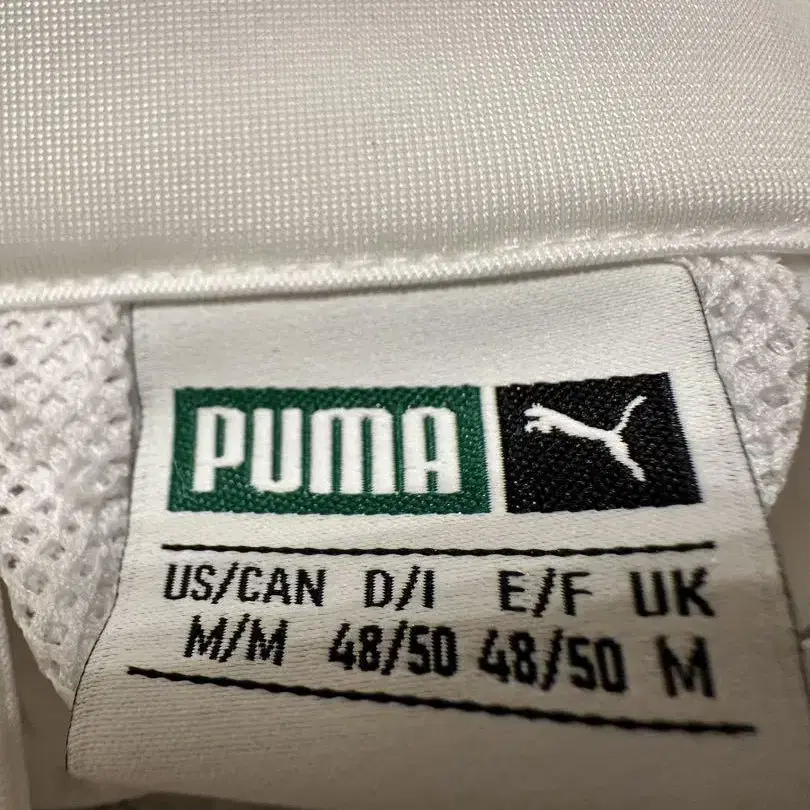 PUMA
US/CAN D/I E/F UK
M/M 48/50 48/50 M